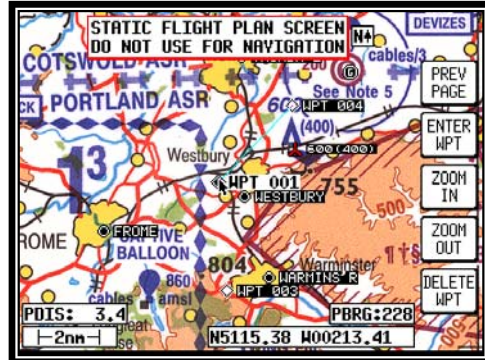 STATIC FLIGHT PLAN SCREEN
DO NOT USE FOR NAVIGATION
N
DEVIZES
cables/3
COTSWOLD ASR
PORTLAND ASR
G
See Note 5
WPT 004
(400)
600(400)
Westbury
WPT 001
WESTBURY
755
13
500
FROME
CAPTIVE
BALLOON
804
Warminster
WARMINS'R
860
amsl
cables
WPT 003
PREV
PAGE
ENTER
WPT
ZOOM
IN
ZOOM
OUT
DELETE
WPT
PDIS: 3.4
PBRG:228
2nm
N5115.38 W00213.41